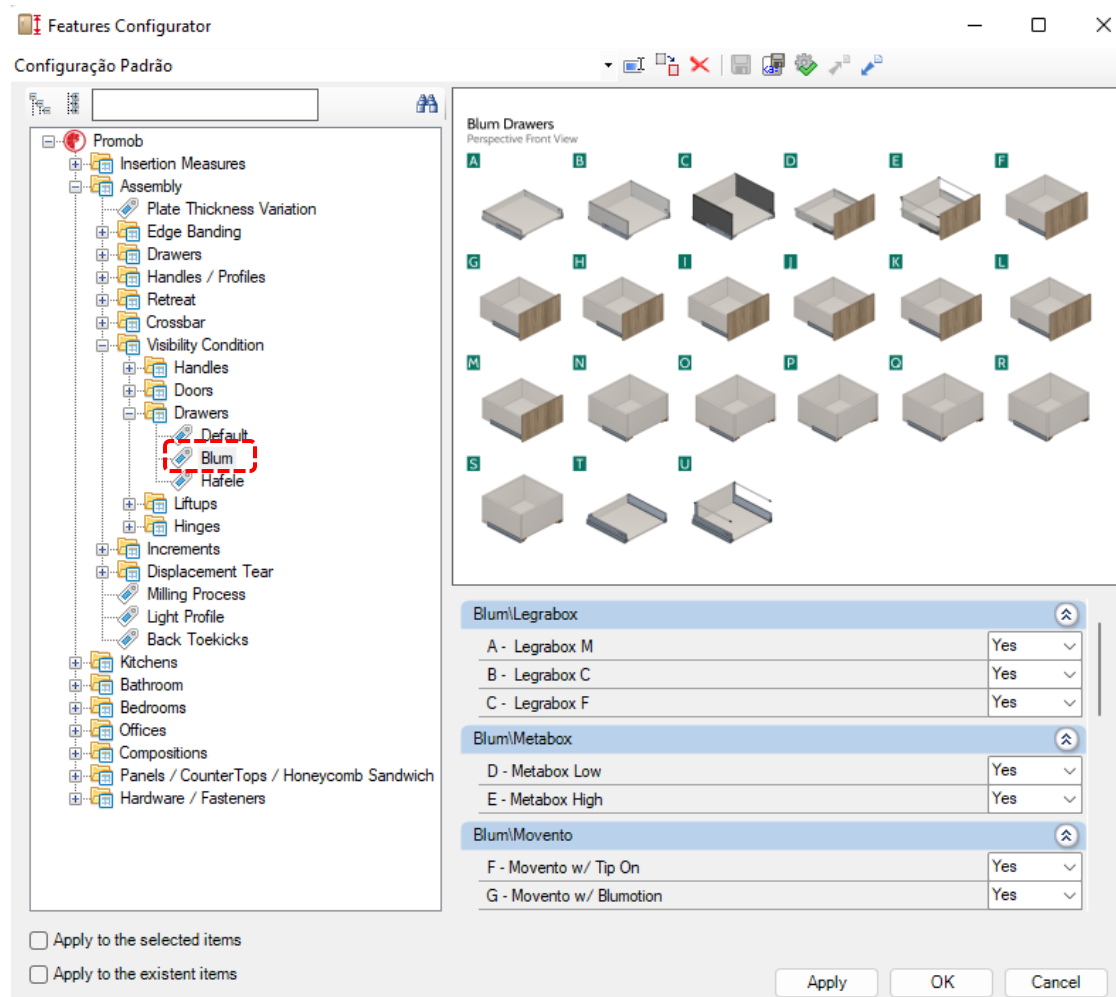 Features Configurator
Configuração Padrão
Promob
Insertion Measures
Assembly
Plate Thickness Variation
Edge Banding
Drawers
Handles / Profiles
Retreat
Crossbar
Visibility Condition
Handles
Doors
Drawers
Default
Blum
Hafele
Liftups
Hinges
Increments
Displacement Tear
Milling Process
Light Profile
Back Toekicks
Kitchens
Bathroom
Bedrooms
Offices
Compositions
Panels / CounterTops / Honeycomb Sandwich
Hardware / Fasteners
Blum Drawers
Perspective Front View
A B C D E F
G H I J K L
M N O P Q R
S T U
Blum\Legrabox
A - Legrabox M Yes
B - Legrabox C Yes
C - Legrabox F Yes
Blum\Metabox
D - Metabox Low Yes
E - Metabox High Yes
Blum\Movento
F - Movento w/ Tip On Yes
G - Movento w/ Blumotion Yes
Apply to the selected items
Apply to the existent items
Apply OK Cancel